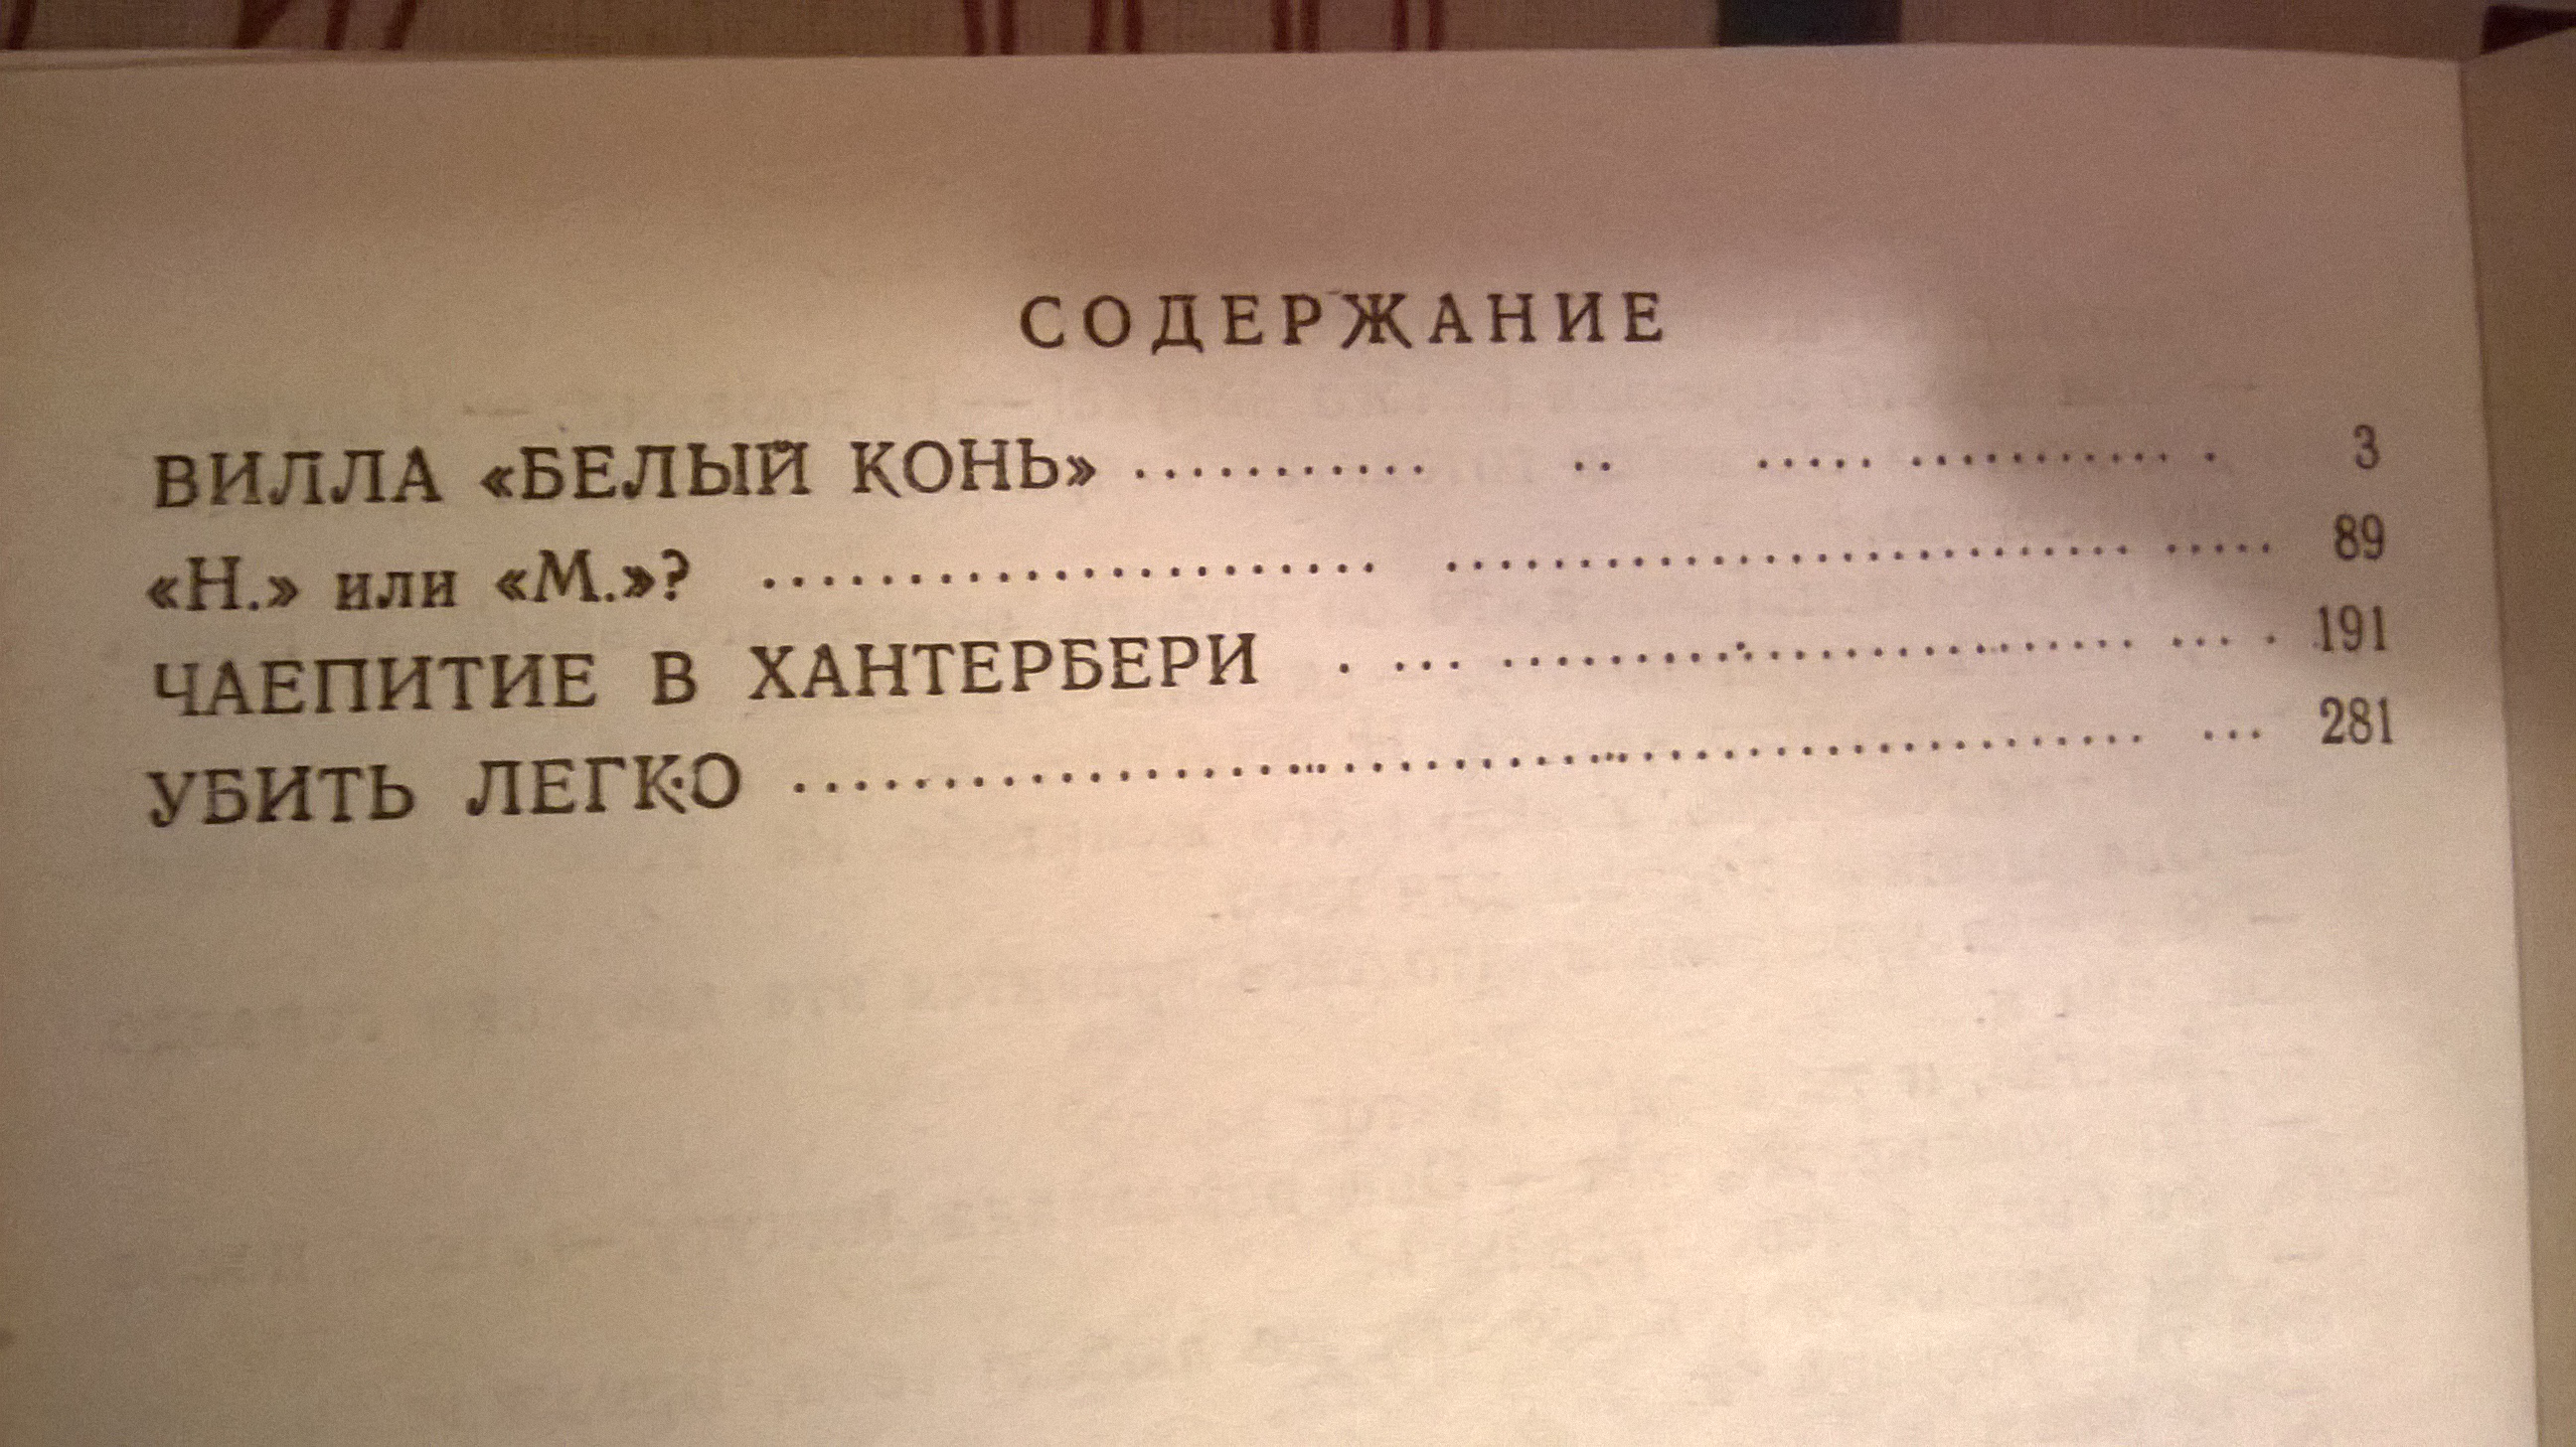 СОДЕРЖАНИЕ
ВИЛЛА «БЕЛЫЙ КОНЬ» ........... .. ..... ........... . 3
«Н.» или «М.»? ....................... ............................ ..... 89
ЧАЕПИТИЕ В ХАНТЕРБЕРИ . ... .......................... ... . 191
УБИТЬ ЛЕГКО ................................................ ... 281